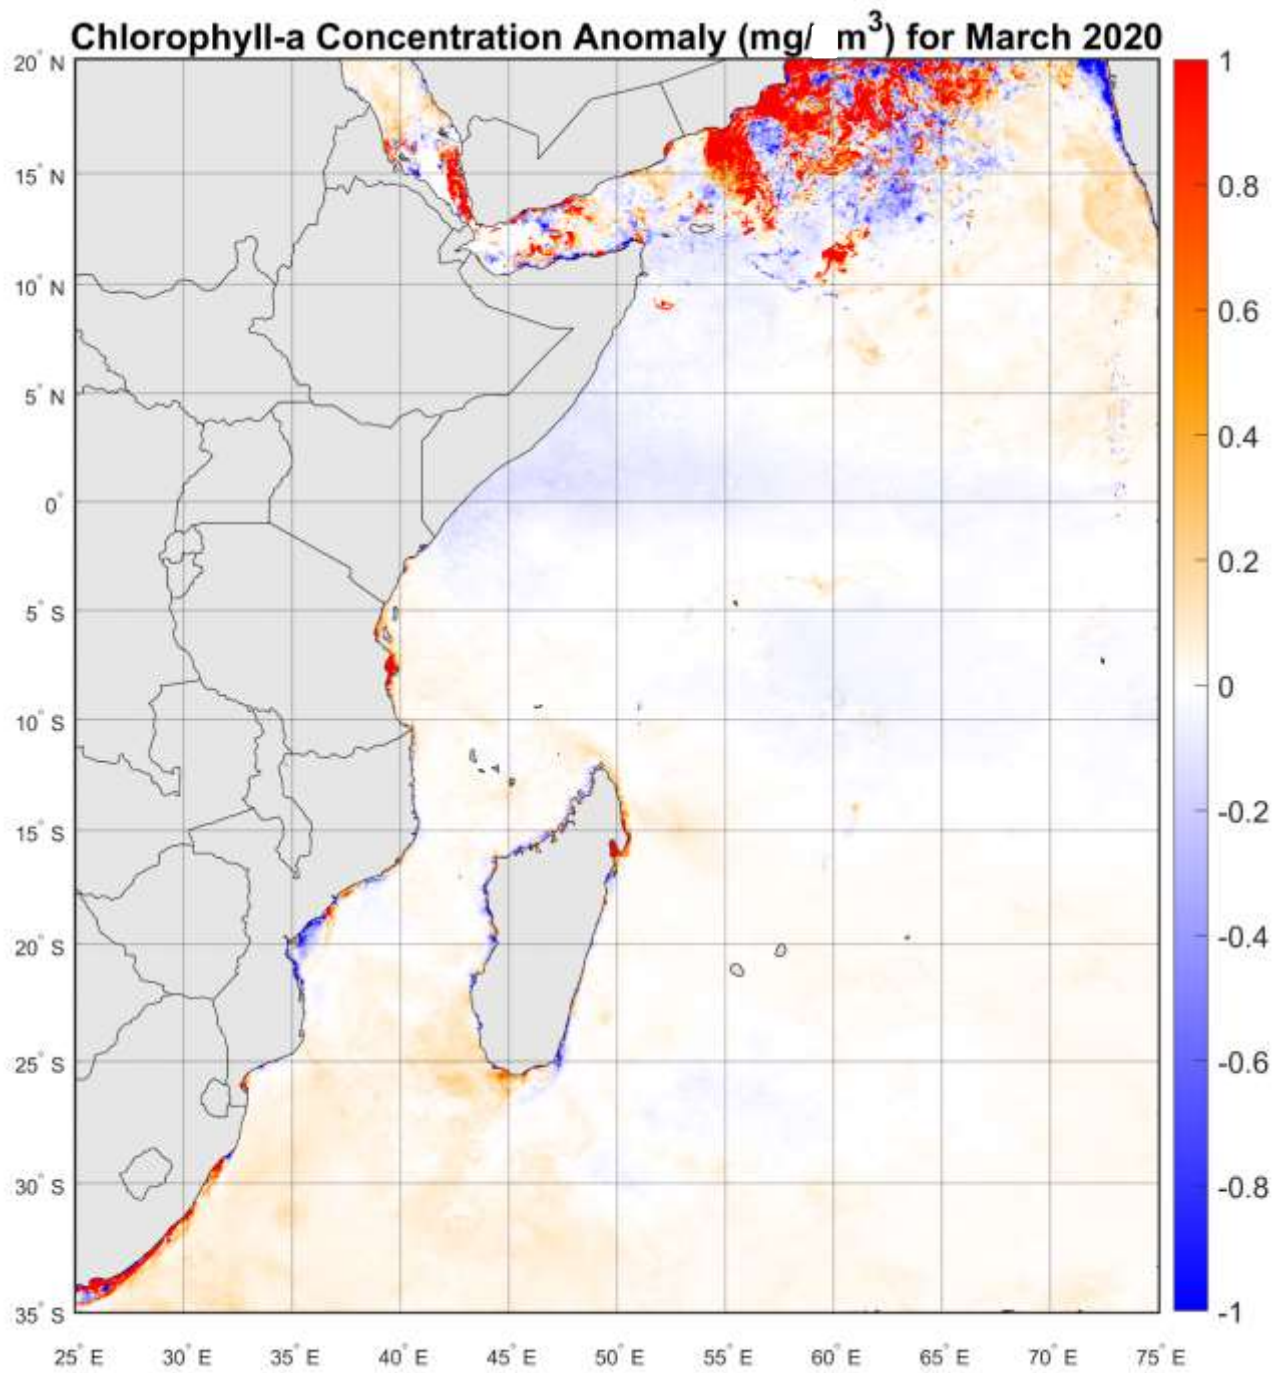 Chlorophyll-a Concentration Anomaly (mg/ m³) for March 2020
20° N
15° N
10° N
5° N
0°
5° S
10° S
15° S
20° S
25° S
30° S
35° S
25° E 30° E 35° E 40° E 45° E 50° E 55° E 60° E 65° E 70° E 75° E
1
0.8
0.6
0.4
0.2
0
-0.2
-0.4
-0.6
-0.8
-1